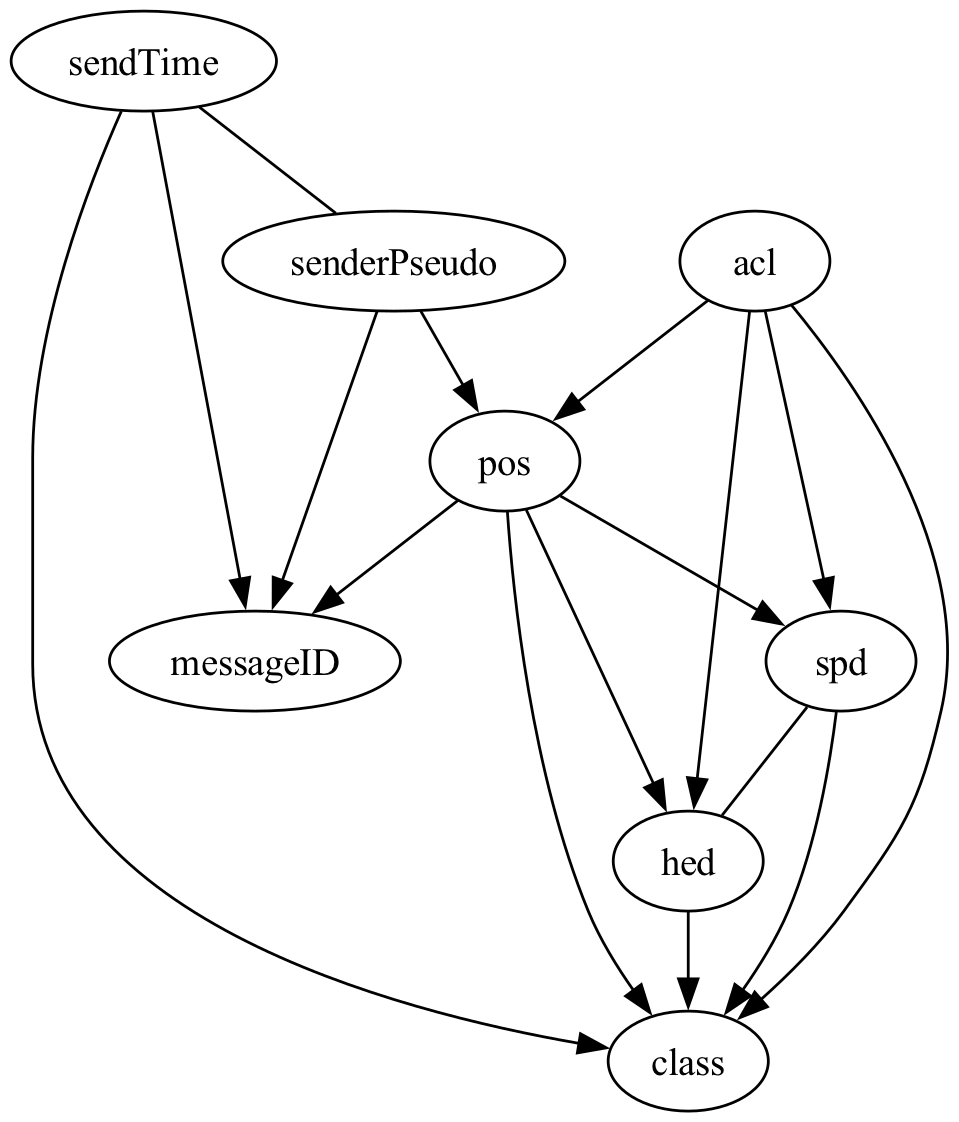 sendTime
senderPseudo
acl
pos
messageID
spd
hed
class